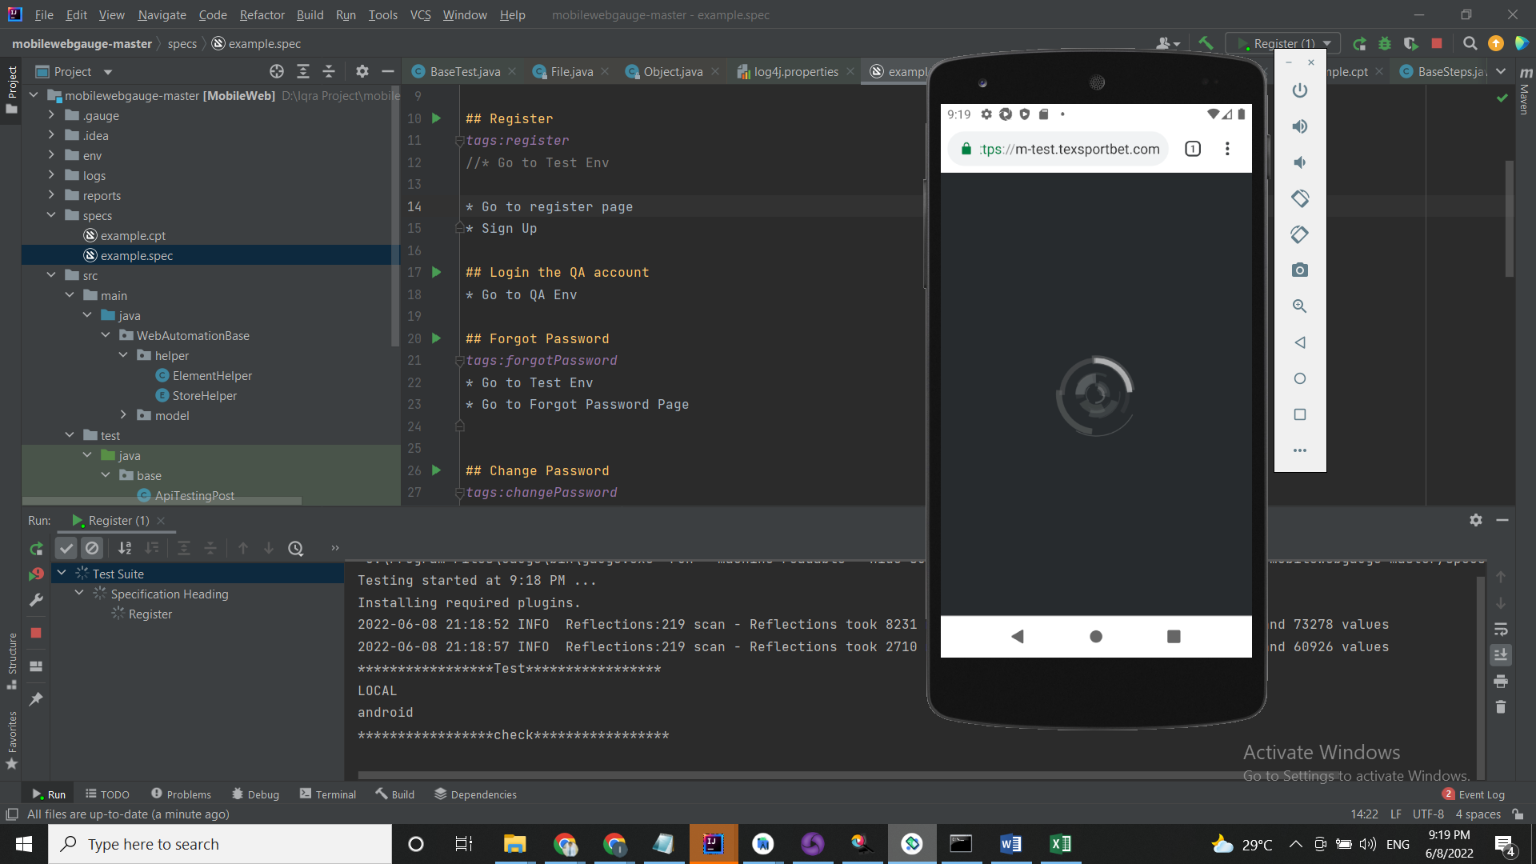 File Edit View Navigate Code Refactor Build Run Tools VCS Window Help mobilewebgauge-master - example.spec
mobilewebgauge-master specs example.spec
Register (1)
Project
BaseTest.java File.java Object.java log4j.properties mple.cpt
Project
mobilewebgauge-master [MobileWeb]
.gauge
.idea
env
logs
reports
specs
example.cpt
example.spec
src
main
java
WebAutomationBase
helper
ElementHelper
StoreHelper
model
test
java
base
ApiTestingPost
9
10 ## Register
11 tags:register
12 //* Go to Test Env
13
14 * Go to register page
15 * Sign Up
16
17 ## Login the QA account
18 * Go to QA Env
19
20 ## Forgot Password
21 tags:forgotPassword
22 * Go to Test Env
23 * Go to Forgot Password Page
24
25
26 ## Change Password
27 tags:changePassword
9:19
tps://m-test.texsportbet.com
1
Maven
Run: Register (1)
Test Suite
Specification Heading
Register
Testing started at 9:18 PM ...
Installing required plugins.
2022-06-08 21:18:52 INFO Reflections:219 scan - Reflections took 8231 nd 73278 values
2022-06-08 21:18:57 INFO Reflections:219 scan - Reflections took 2710 nd 60926 values
*****************Test*****************
LOCAL
android
*****************check*****************
Structure
Favorites
Activate Windows
Go to Settings to activate Windows.
Run TODO Problems Debug Terminal Build Dependencies 2 Event Log
All files are up-to-date (a minute ago) 14:22 LF UTF-8 4 spaces
Type here to search
29°C ENG 9:19 PM
6/8/2022 4